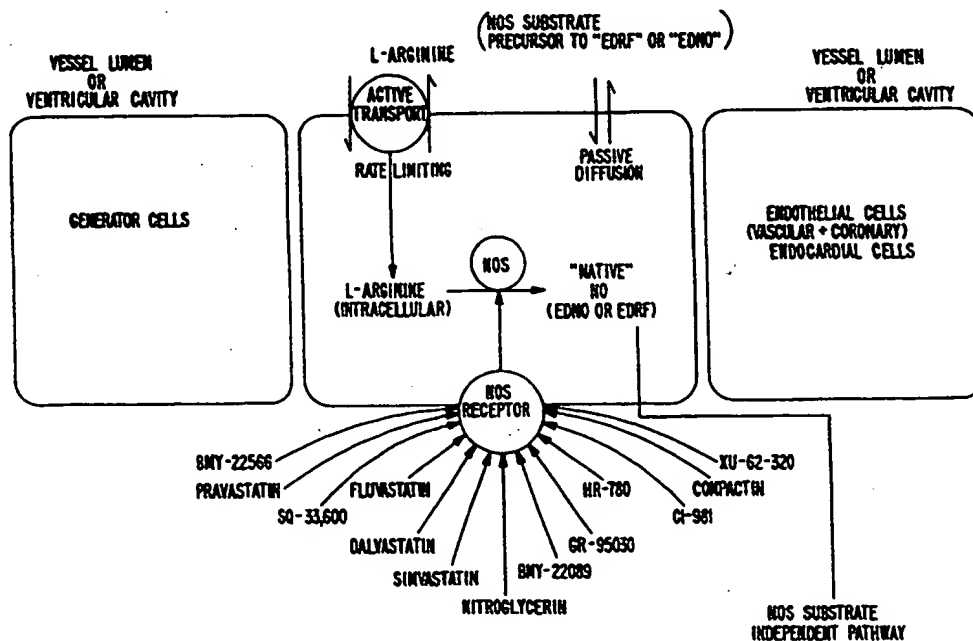 (NOS SUBSTRATE
PRECURSOR TO "EDRF" OR "EDNO")
L-ARGININE
VESSEL LUMEN
OR
VENTRICULAR CAVITY
VESSEL LUMEN
OR
VENTRICULAR CAVITY
ACTIVE
TRANSPORT
RATE LIMITING
PASSIVE
DIFFUSION
GENERATOR CELLS
ENDOTHELIAL CELLS
(VASCULAR + CORONARY)
ENDOCARDIAL CELLS
NOS
L-ARGININE
(INTRACELLULAR)
"NATIVE"
NO
(EDNO OR EDRF)
NOS
RECEPTOR
BMY-22566
PRAVASTATIN
SQ-33,600
FLUVASTATIN
DALVASTATIN
SIMVASTATIN
NITROGLYCERIN
BMY-22089
GR-95030
HR-780
CI-981
COMPACTIN
XU-62-320
NOS SUBSTRATE
INDEPENDENT PATHWAY